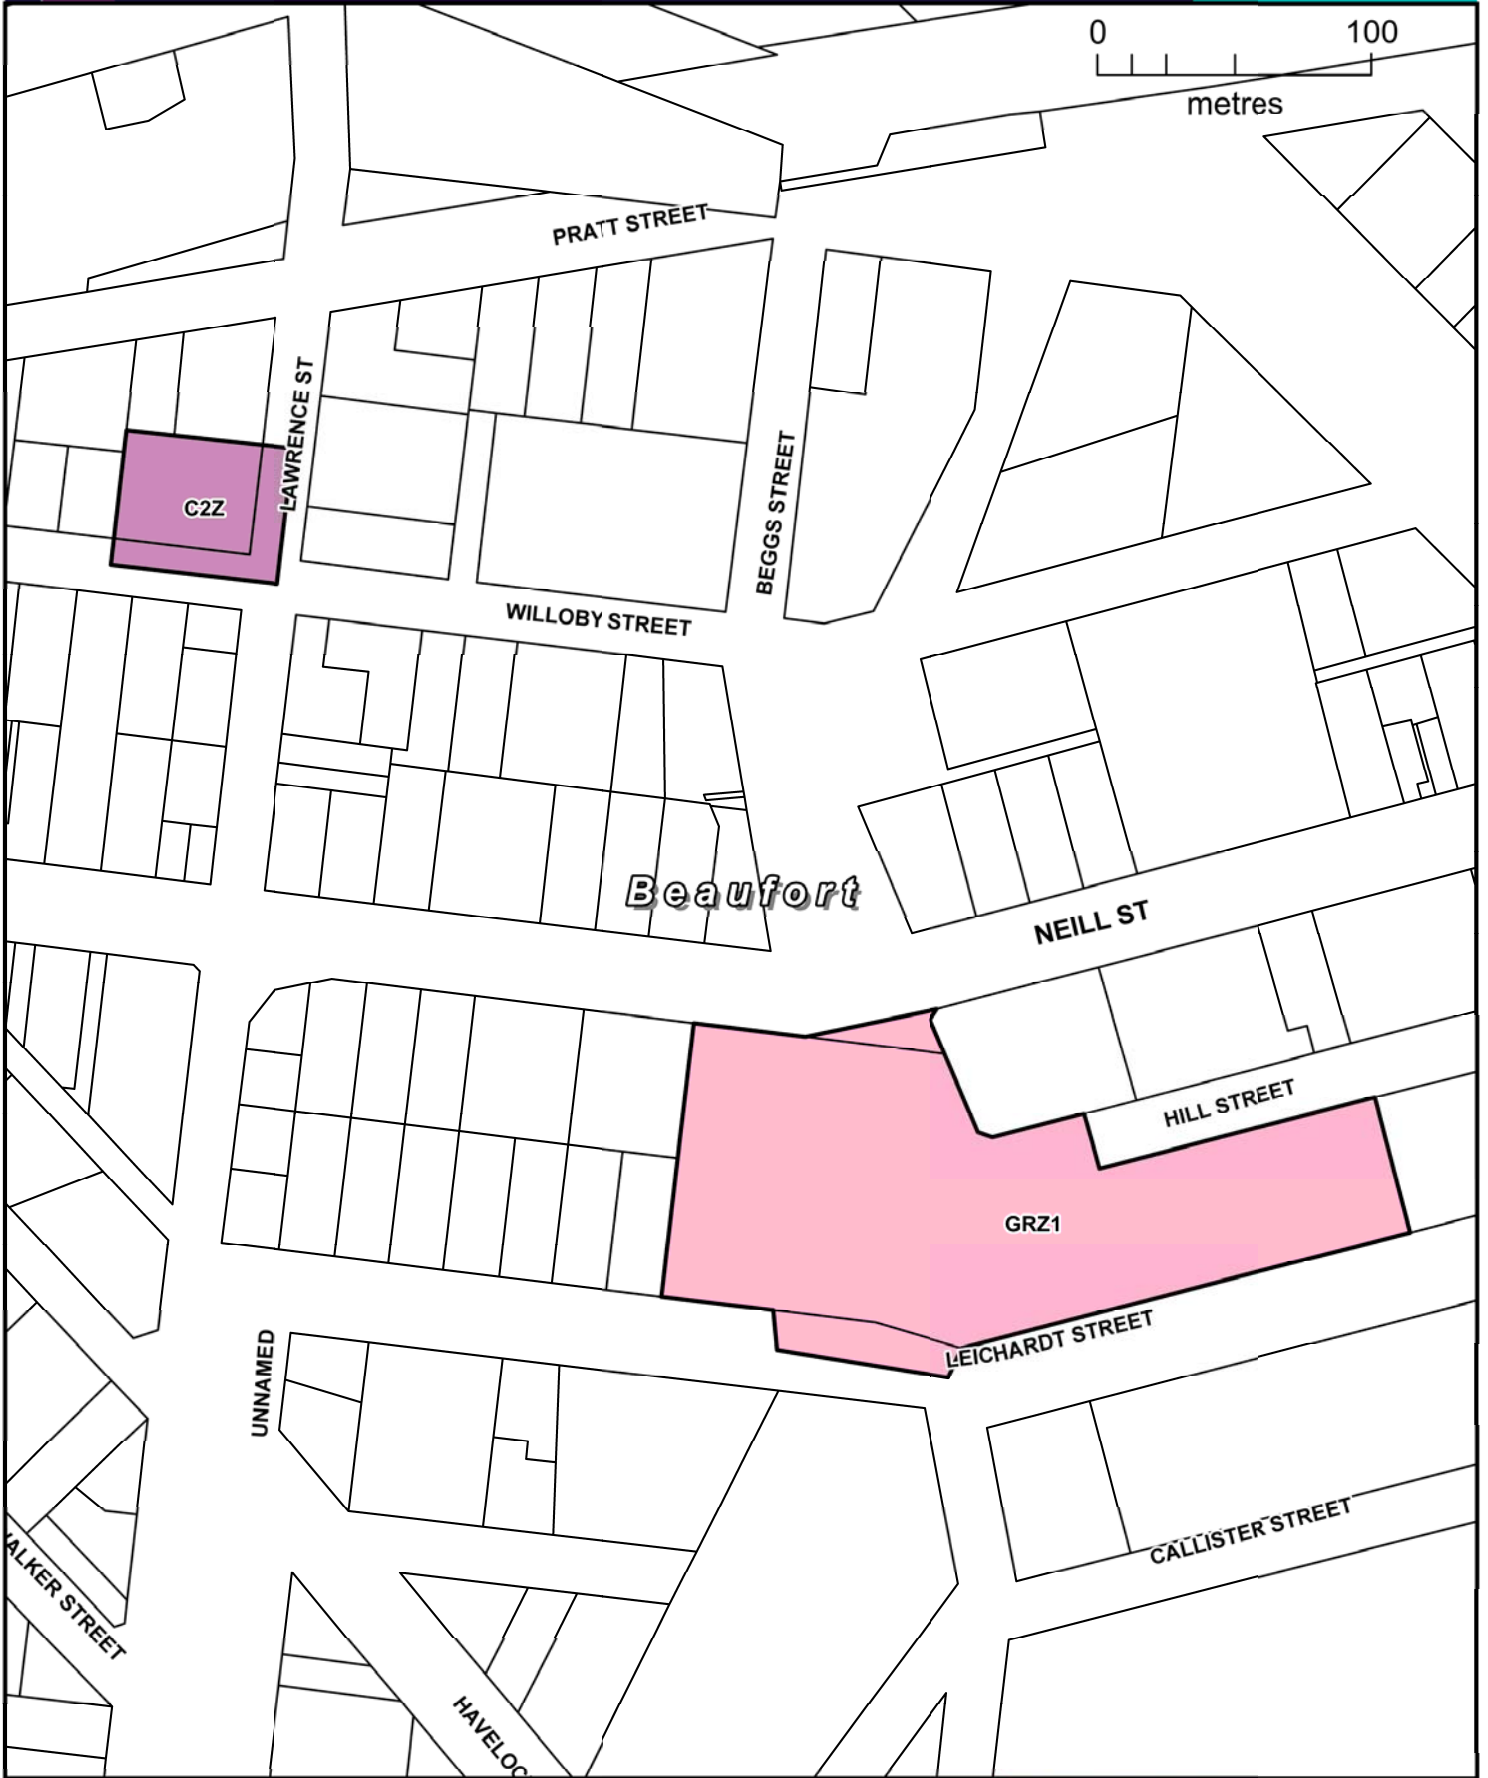 0 100
metres
PRATT STREET
LAWRENCE ST
C2Z
BEGGS STREET
WILLOBY STREET
Beaufort
NEILL ST
HILL STREET
GRZ1
LEICHARDT STREET
UNNAMED
CALLISTER STREET
ALKER STREET
HAVELOC